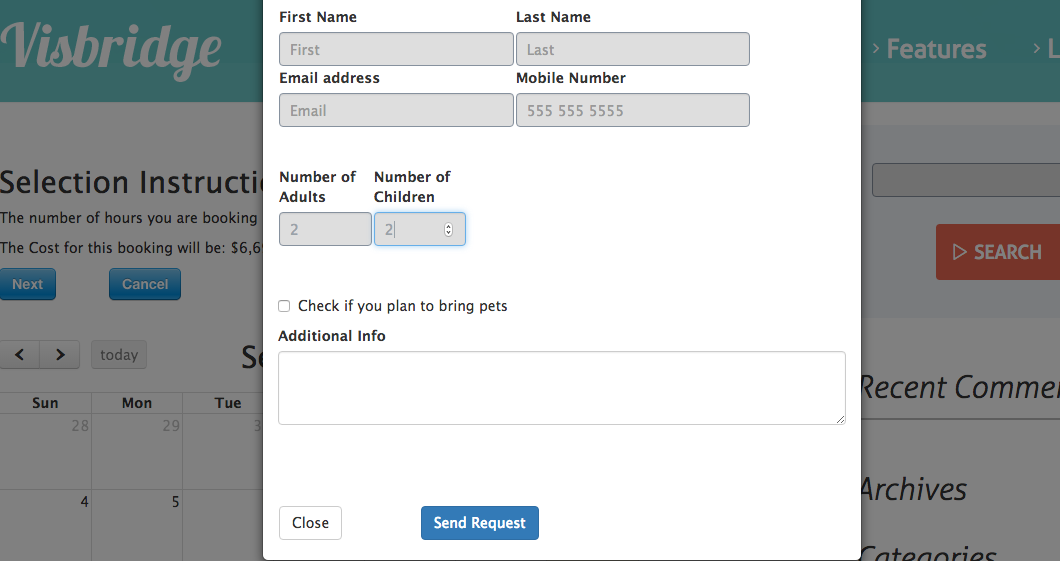 First Name Last Name
Visbridge
First Last
Features
Email address Mobile Number
Email 555 555 5555
Number of Adults
Number of Children
Selection Instructi
2 2
The number of hours you are booking
The Cost for this booking will be: $6,6
SEARCH
Next Cancel
Check if you plan to bring pets
Additional Info
today
Recent Comme
Sun Mon Tue
28 29 3
4 5
Archives
Close Send Request
Categories